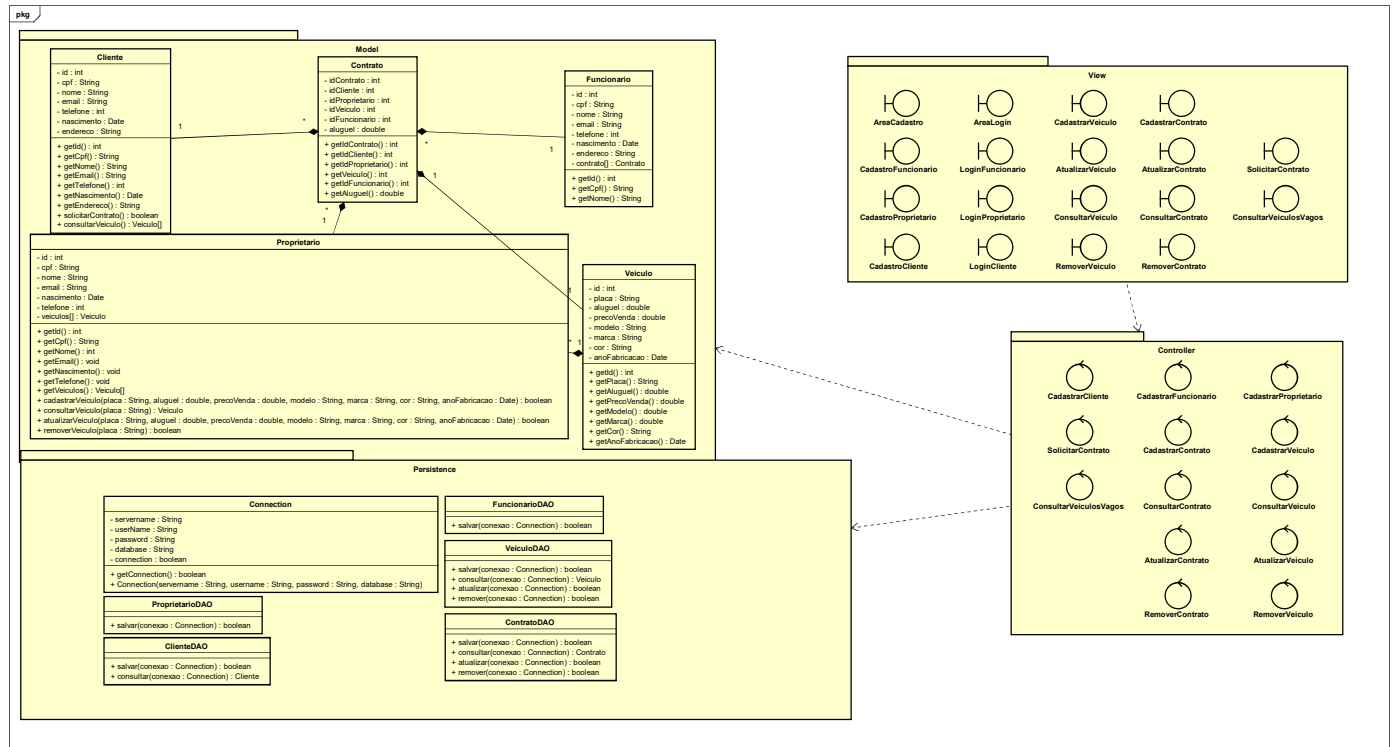 pkg
Model
Cliente
- id : int
- cpf : String
- nome : String
- email : String
- telefone : int
- nascimento : Date
- endereco : String
+ getId() : int
+ getCpf() : String
+ getNome() : String
+ getEmail() : String
+ getTelefone() : int
+ getNascimento() : Date
+ getEndereco() : String
+ solicitarContrato() : boolean
+ consultarVeiculo() : Veiculo[]
1
*
Contrato
- idContrato : int
- idCliente : int
- idProprietario : int
- idVeiculo : int
- idFuncionario : int
- aluguel : double
+ getIdContrato() : int
+ getIdCliente() : int
+ getIdProprietario() : int
+ getVeiculo() : int
+ getIdFuncionario() : int
+ getAluguel() : double
*
1
1
*
1
Funcionario
- id : int
- cpf : String
- nome : String
- email : String
- telefone : int
- nascimento : Date
- endereco : String
- contrato[] : Contrato
+ getId() : int
+ getCpf() : String
+ getNome() : String
Proprietario
- id : int
- cpf : String
- nome : String
- email : String
- nascimento : Date
- telefone : int
- veiculos[] : Veiculo
+ getId() : int
+ getCpf() : String
+ getNome() : int
+ getEmail() : void
+ getNascimento() : void
+ getTelefone() : void
+ getVeiculos() : Veiculo[]
+ cadastrarVeiculo(placa : String, aluguel : double, precoVenda : double, modelo : String, marca : String, cor : String, anoFabricacao : Date) : boolean
+ consultarVeiculo(placa : String) : Veiculo
+ atualizarVeiculo(placa : String, aluguel : double, precoVenda : double, modelo : String, marca : String, cor : String, anoFabricacao : Date) : boolean
+ removerVeiculo(placa : String) : boolean
1
* 1
Veiculo
- id : int
- placa : String
- aluguel : double
- precoVenda : double
- modelo : String
- marca : String
- cor : String
- anoFabricacao : Date
+ getId() : int
+ getPlaca() : String
+ getAluguel() : double
+ getPrecoVenda() : double
+ getModelo() : double
+ getMarca() : double
+ getCor() : String
+ getAnoFabricacao() : Date
Persistence
Connection
- servername : String
- userName : String
- password : String
- database : String
- connection : boolean
+ getConnection() : boolean
+ Connection(servername : String, username : String, password : String, database : String)
ProprietarioDAO
+ salvar(conexao : Connection) : boolean
ClienteDAO
+ salvar(conexao : Connection) : boolean
+ consultar(conexao : Connection) : Cliente
FuncionarioDAO
+ salvar(conexao : Connection) : boolean
VeiculoDAO
+ salvar(conexao : Connection) : boolean
+ consultar(conexao : Connection) : Veiculo
+ atualizar(conexao : Connection) : boolean
+ remover(conexao : Connection) : boolean
ContratoDAO
+ salvar(conexao : Connection) : boolean
+ consultar(conexao : Connection) : Contrato
+ atualizar(conexao : Connection) : boolean
+ remover(conexao : Connection) : boolean
View
AreaCadastro AreaLogin CadastrarVeiculo CadastrarContrato
CadastroFuncionario LoginFuncionario AtualizarVeiculo AtualizarContrato SolicitarContrato
CadastroProprietario LoginProprietario ConsultarVeiculo ConsultarContrato ConsultarVeiculosVagos
CadastroCliente LoginCliente RemoverVeiculo RemoverContrato
Controller
CadastrarCliente CadastrarFuncionario CadastrarProprietario
SolicitarContrato CadastrarContrato CadastrarVeiculo
ConsultarVeiculosVagos ConsultarContrato ConsultarVeiculo
AtualizarContrato AtualizarVeiculo
RemoverContrato RemoverVeiculo